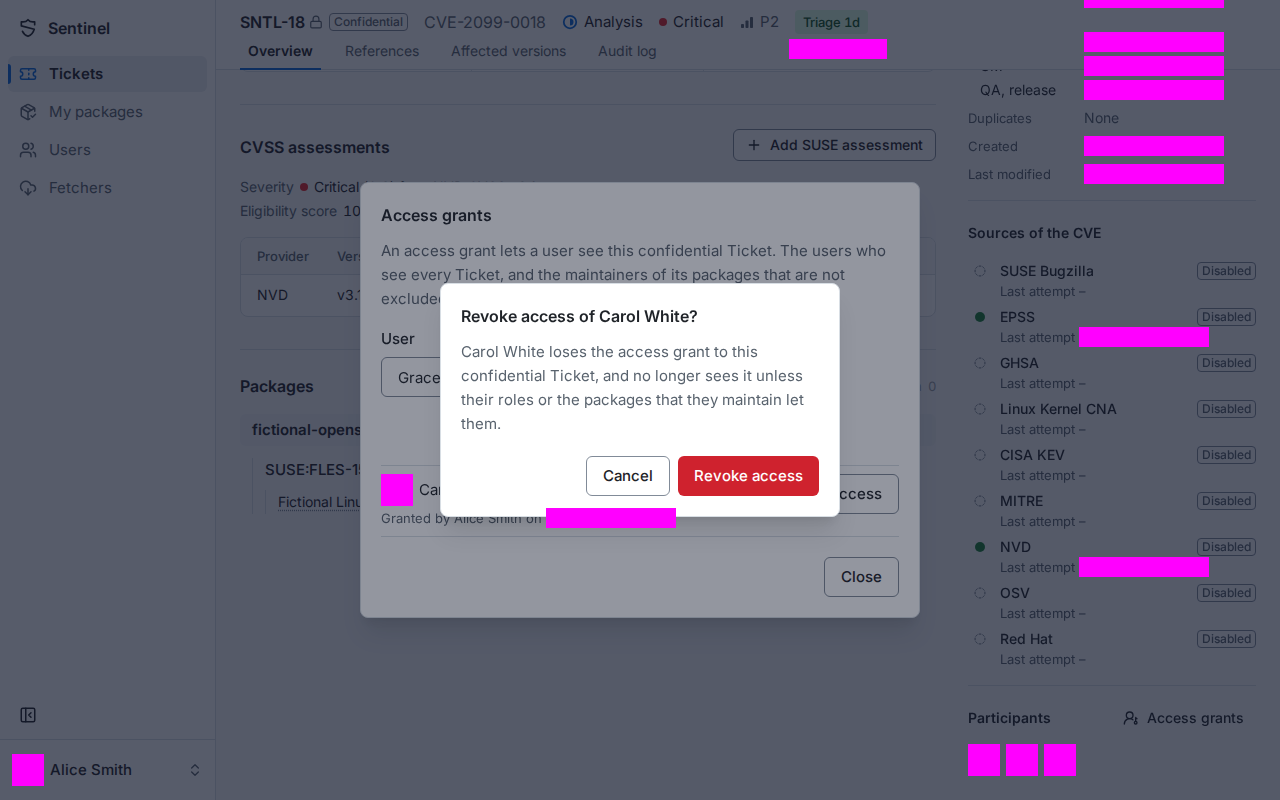 Sentinel
Tickets
My packages
Users
Fetchers
Alice Smith
SNTL-18 Confidential CVE-2099-0018 Analysis Critical P2 Triage 1d
Overview References Affected versions Audit log
CVSS assessments
Add SUSE assessment
Severity Critical
Eligibility score 10
Provider
NVD v3.1
Packages
0
fictional-opens
SUSE:FLES-15
Fictional Linu
Access grants
An access grant lets a user see this confidential Ticket. The users who
see every Ticket, and the maintainers of its packages that are not
excluded
User
Grace
Granted by Alice Smith on
Close
Revoke access of Carol White?
Carol White loses the access grant to this
confidential Ticket, and no longer sees it unless
their roles or the packages that they maintain let
them.
Cancel Revoke access
QA, release
Duplicates None
Created
Last modified
Sources of the CVE
SUSE Bugzilla Disabled
Last attempt –
EPSS Disabled
Last attempt
GHSA Disabled
Last attempt –
Linux Kernel CNA Disabled
Last attempt –
CISA KEV Disabled
Last attempt –
MITRE Disabled
Last attempt –
NVD Disabled
Last attempt
OSV Disabled
Last attempt –
Red Hat Disabled
Last attempt –
Participants Access grants